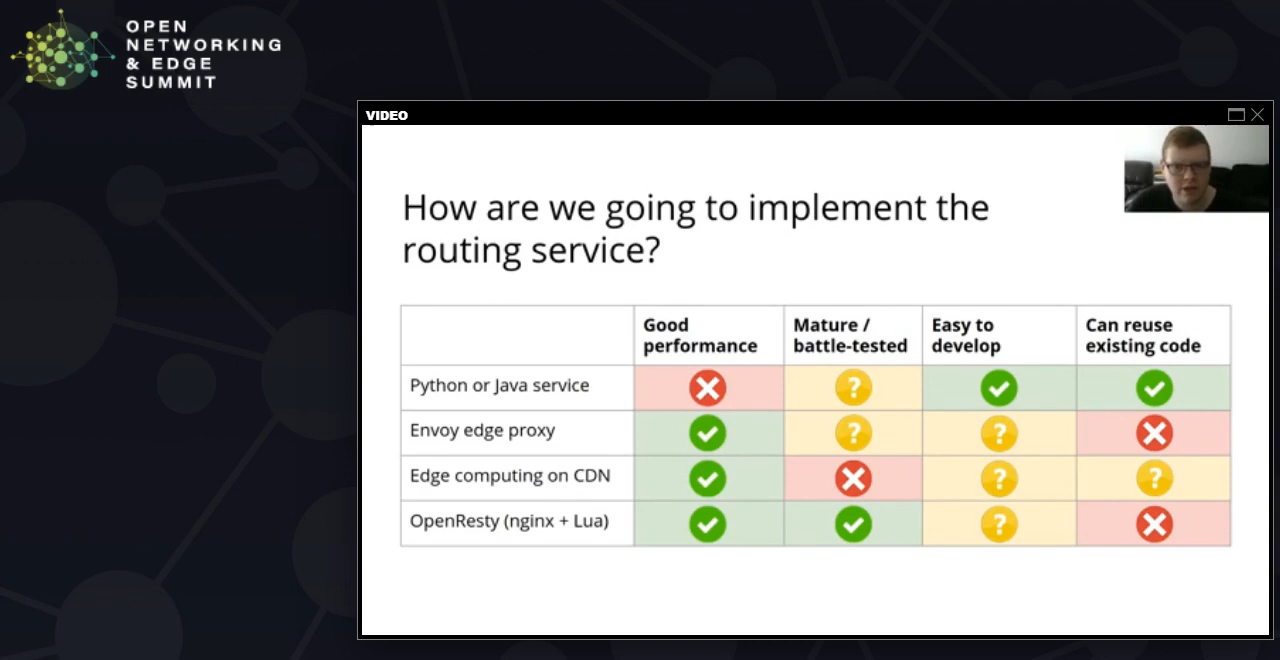 OPEN
NETWORKING
& EDGE
SUMMIT
VIDEO
How are we going to implement the
routing service?
Good
performance
Mature /
battle-tested
Easy to
develop
Can reuse
existing code
Python or Java service
Envoy edge proxy
Edge computing on CDN
OpenResty (nginx + Lua)